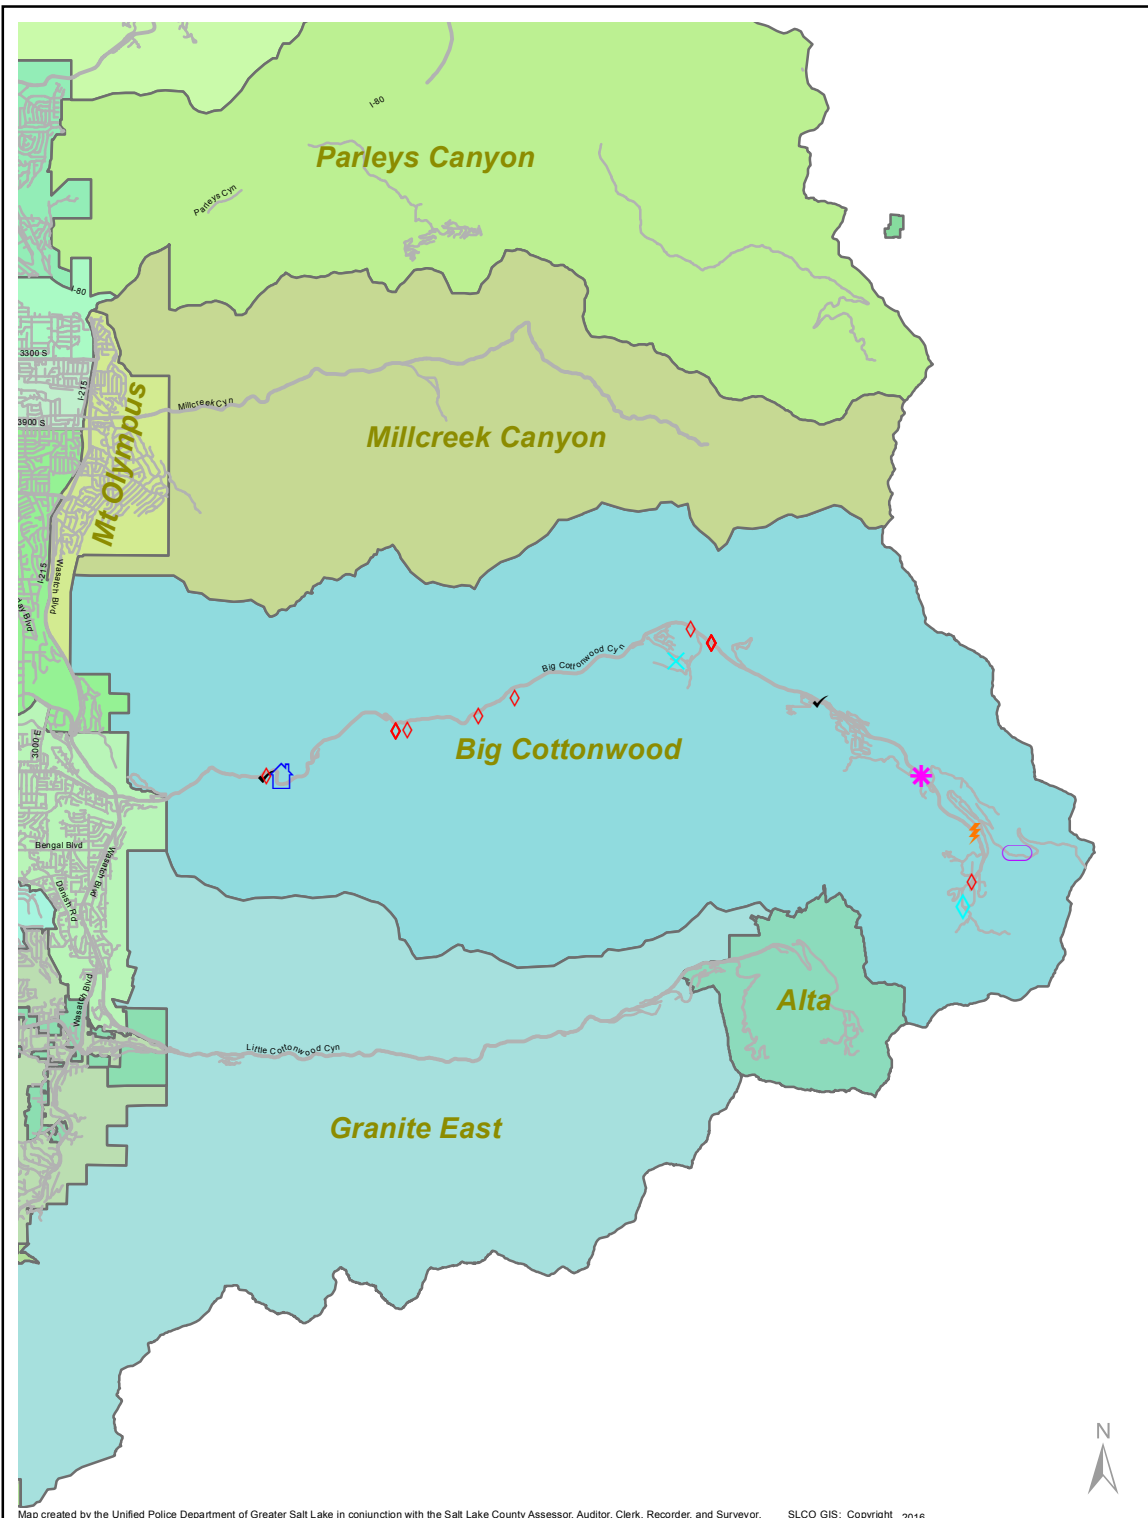 I-80
Parleys Canyon
Parleys Cyn
I-80
3300 S
I-215
Millcreek Cyn
3900 S
Mt Olympus
Millcreek Canyon
I-215
Wasatch Blvd
ay Blvd
Big Cottonwood Cyn
3000 E
Big Cottonwood
Bengal Blvd
Wasatch Blvd
Danish Rd
Wasatch Blvd
Alta
Little Cottonwood Cyn
Granite East
N
Map created by the Unified Police Department of Greater Salt Lake in conjunction with the Salt Lake County Assessor, Auditor, Clerk, Recorder, and Surveyor. SLCO GIS: Copyright 2016